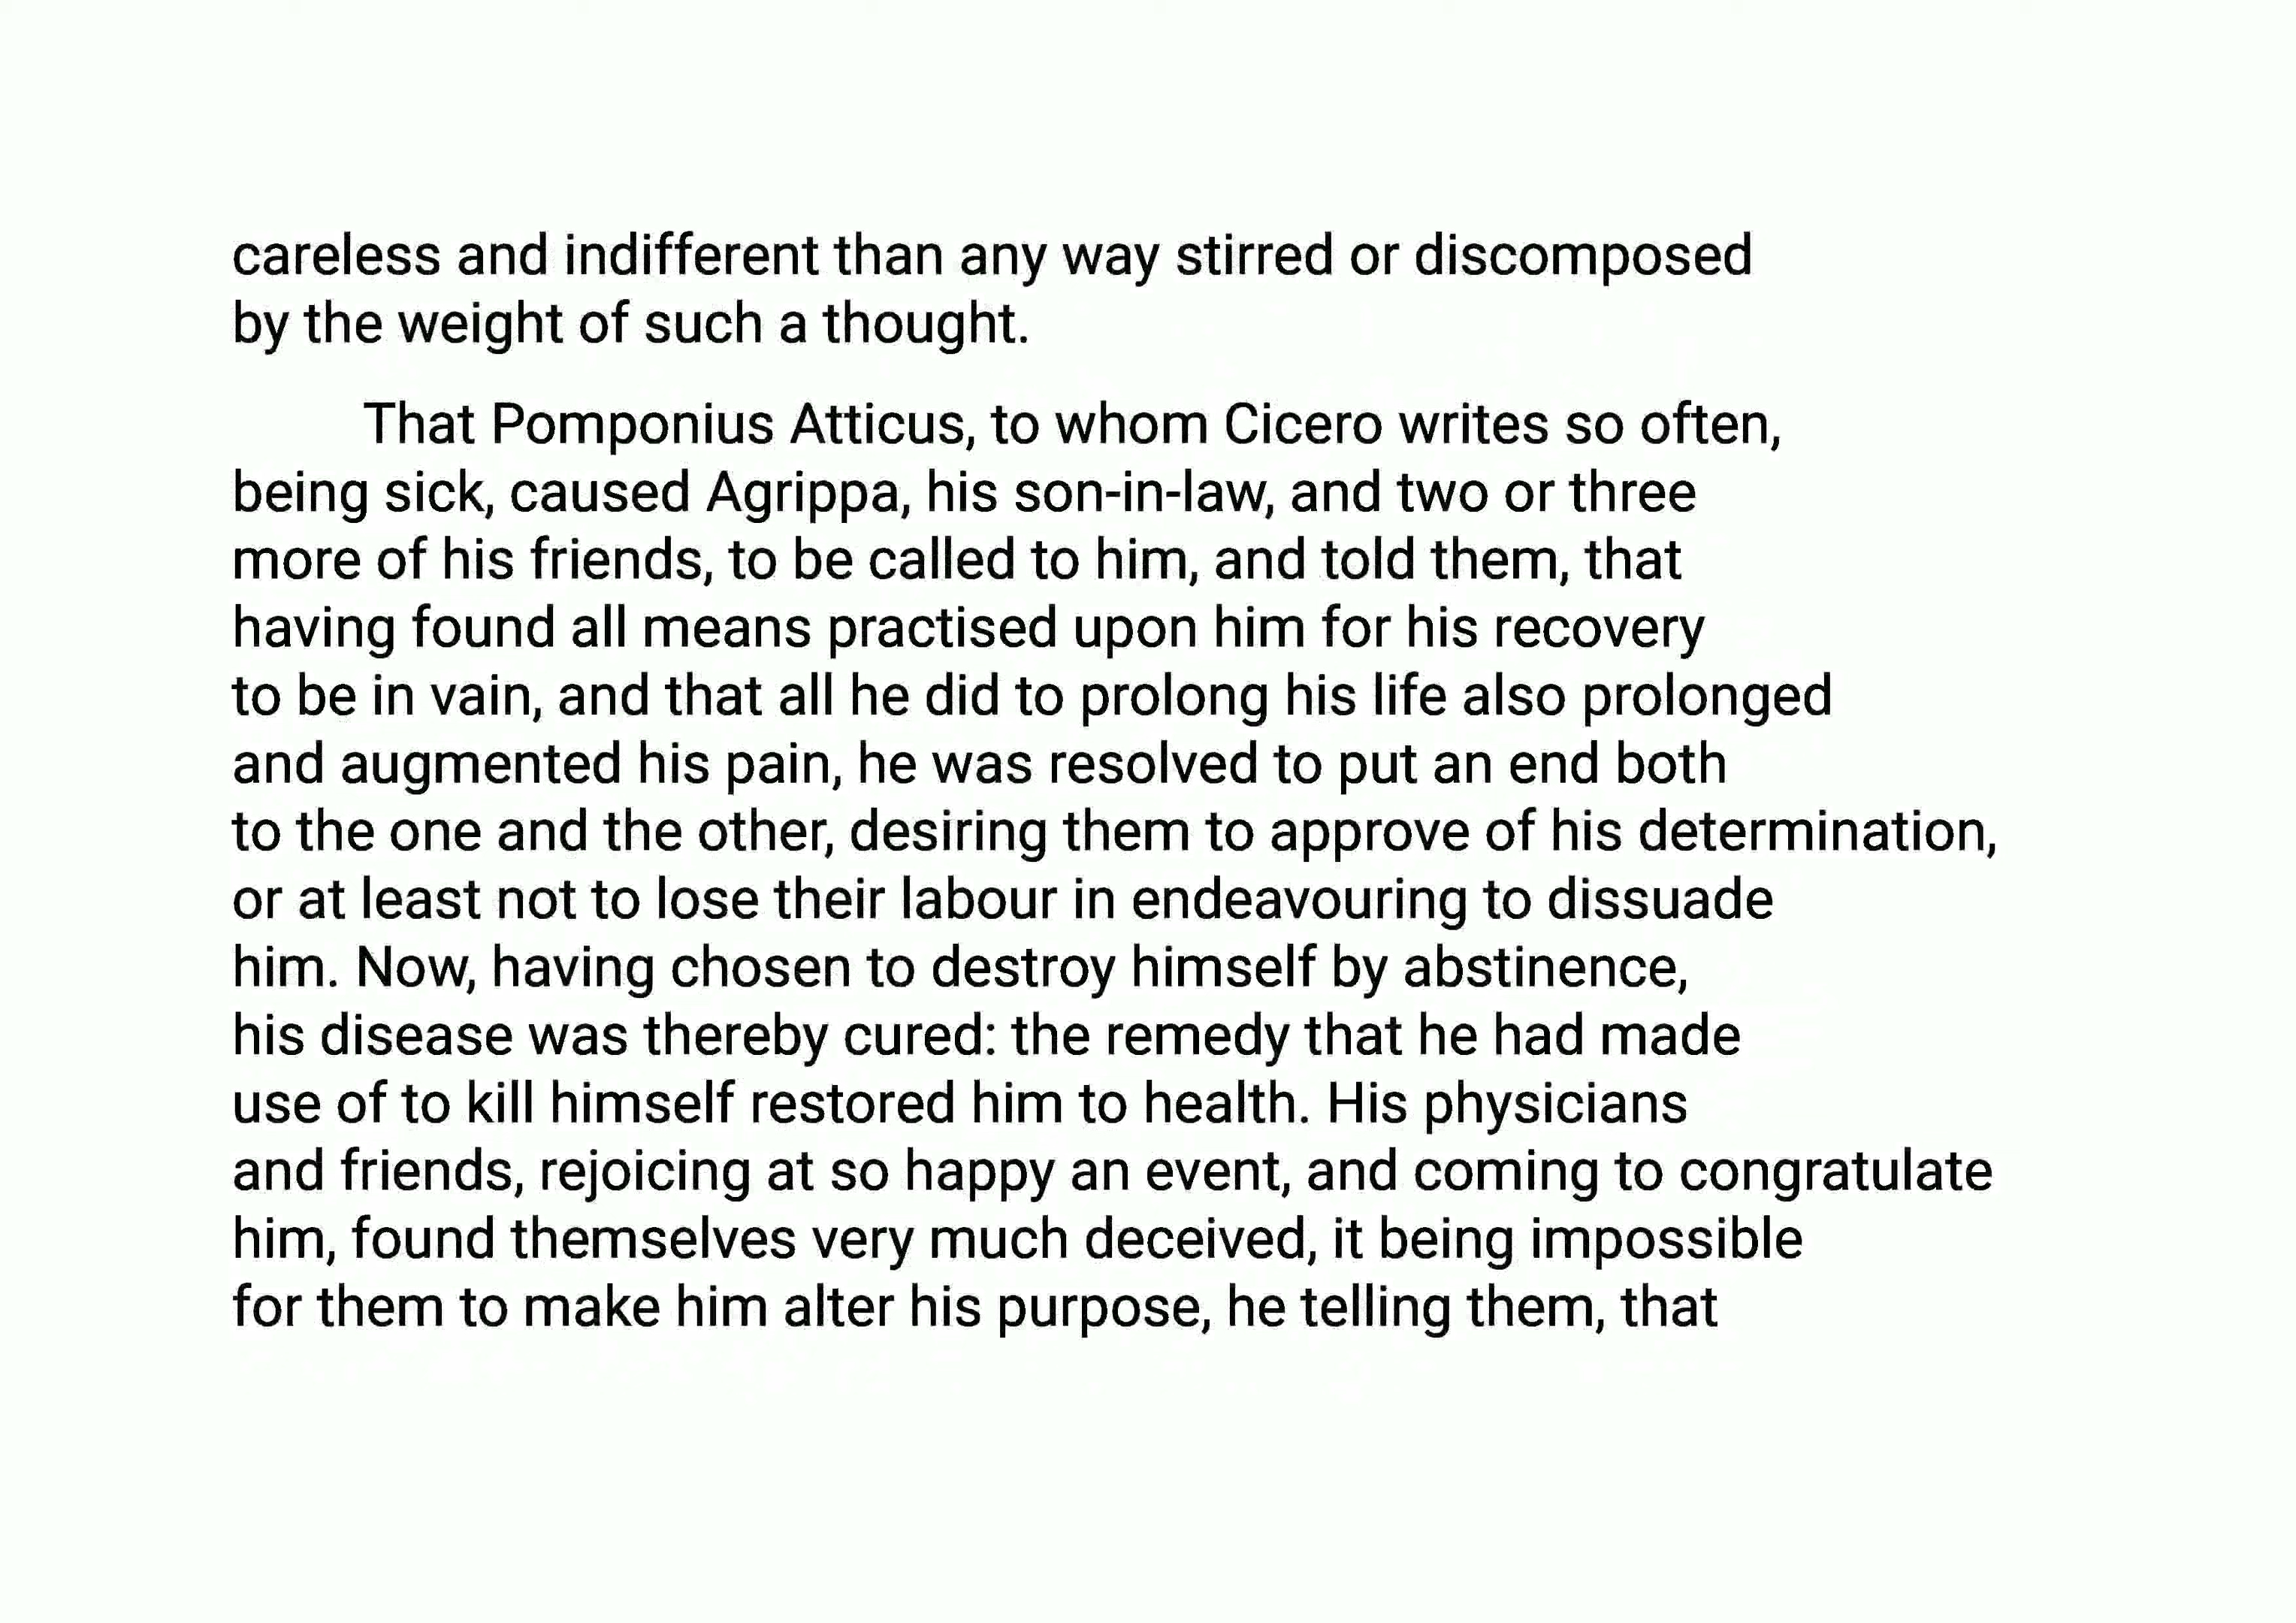 careless and indifferent than any way stirred or discomposed
by the weight of such a thought.
That Pomponius Atticus, to whom Cicero writes so often,
being sick, caused Agrippa, his son-in-law, and two or three
more of his friends, to be called to him, and told them, that
having found all means practised upon him for his recovery
to be in vain, and that all he did to prolong his life also prolonged
and augmented his pain, he was resolved to put an end both
to the one and the other, desiring them to approve of his determination,
or at least not to lose their labour in endeavouring to dissuade
him. Now, having chosen to destroy himself by abstinence,
his disease was thereby cured: the remedy that he had made
use of to kill himself restored him to health. His physicians
and friends, rejoicing at so happy an event, and coming to congratulate
him, found themselves very much deceived, it being impossible
for them to make him alter his purpose, he telling them, that